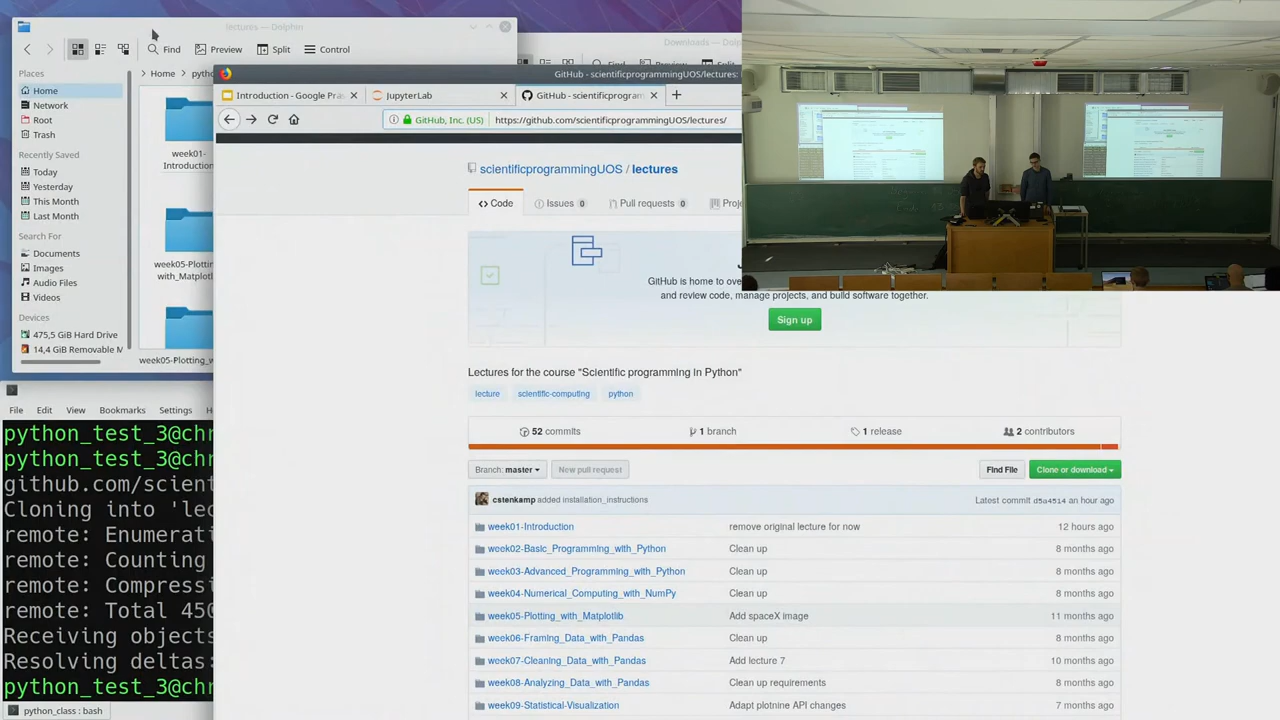 lectures — Dolphin
Find
Preview
Split
Control
Places
Home
Network
Root
Trash
Recently Saved
Today
Yesterday
This Month
Last Month
Search For
Documents
Images
Audio Files
Videos
Devices
475,5 GiB Hard Drive
14,4 GiB Removable M
Home
week01-
Introduction
week05-Plotting
week05-Plotting_w
Downloads — Dolp
GitHub - scientificprogrammingUOS/lectures:
Introduction - Google Prä
JupyterLab
GitHub - scientificprogram
GitHub, Inc. (US)
https://github.com/scientificprogrammingUOS/lectures/
scientificprogrammingUOS / lectures
Code
Issues 0
Pull requests 0
Proje
GitHub is home to ove
and review code, manage projects, and build software together.
Sign up
Lectures for the course "Scientific programming in Python"
lecture
scientific-computing
python
52 commits
1 branch
1 release
2 contributors
Branch: master
New pull request
Find File
Clone or download
cstenkamp added installation_instructions
Latest commit d5a4514 an hour ago
week01-Introduction remove original lecture for now 12 hours ago
week02-Basic_Programming_with_Python Clean up 8 months ago
week03-Advanced_Programming_with_Python Clean up 8 months ago
week04-Numerical_Computing_with_NumPy Clean up 8 months ago
week05-Plotting_with_Matplotlib Add spaceX image 11 months ago
week06-Framing_Data_with_Pandas Clean up 8 months ago
week07-Cleaning_Data_with_Pandas Add lecture 7 10 months ago
week08-Analyzing_Data_with_Pandas Clean up requirements 8 months ago
week09-Statistical-Visualization Adapt plotnine API changes 7 months ago
File
Edit
View
Bookmarks
Settings
H
python_test_3@chr
python_test_3@chr
github.com/scient
Cloning into 'lec
remote: Enumerati
remote: Counting
remote: Compress
remote: Total 450
Receiving objects
Resolving deltas:
python_test_3@chr
python_class : bash